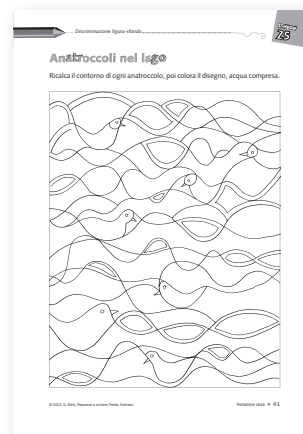 Discriminazione figura-sfondo
SCHEDA
25
Anatroccoli nel lago
Ricalca il contorno di ogni anatroccolo, poi colora il disegno, acqua compresa.
Percezione visiva
41